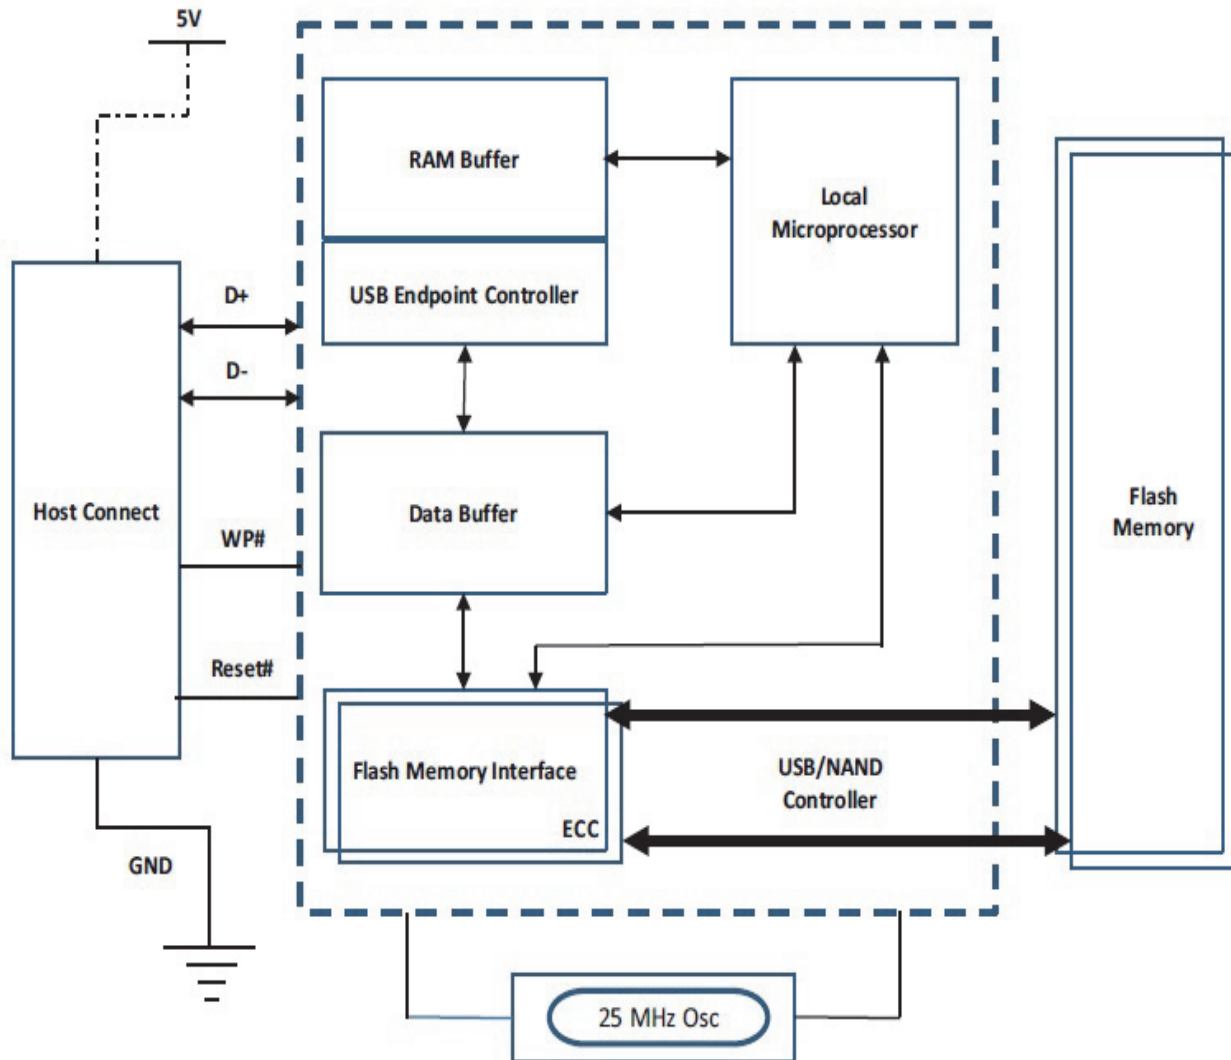 5V
RAM Buffer
Local
Microprocessor
USB Endpoint Controller
D+
D-
Host Connect
Data Buffer
Flash
Memory
WP#
Reset#
Flash Memory Interface
ECC
USB/NAND
Controller
GND
25 MHz Osc